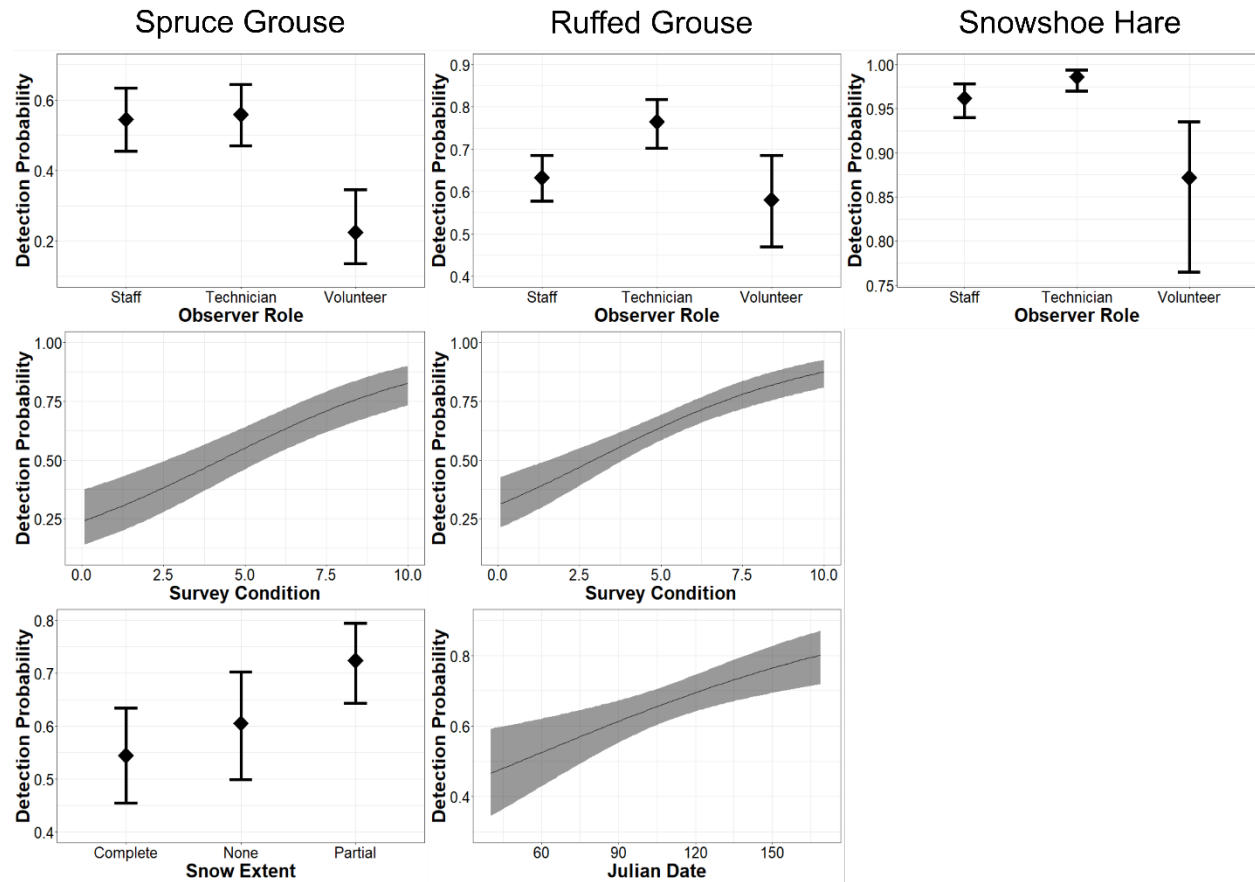 Spruce Grouse
Ruffed Grouse
Snowshoe Hare
Detection Probability
0.6
0.4
0.2
Staff Technician Volunteer
Observer Role
Detection Probability
0.9
0.8
0.7
0.6
0.5
0.4
Staff Technician Volunteer
Observer Role
Detection Probability
1.00
0.95
0.90
0.85
0.80
0.75
Staff Technician Volunteer
Observer Role
Detection Probability
1.00
0.75
0.50
0.25
0.0 2.5 5.0 7.5 10.0
Survey Condition
Detection Probability
1.00
0.75
0.50
0.25
0.0 2.5 5.0 7.5 10.0
Survey Condition
Detection Probability
0.8
0.7
0.6
0.5
0.4
Complete None Partial
Snow Extent
Detection Probability
0.8
0.6
0.4
60 90 120 150
Julian Date